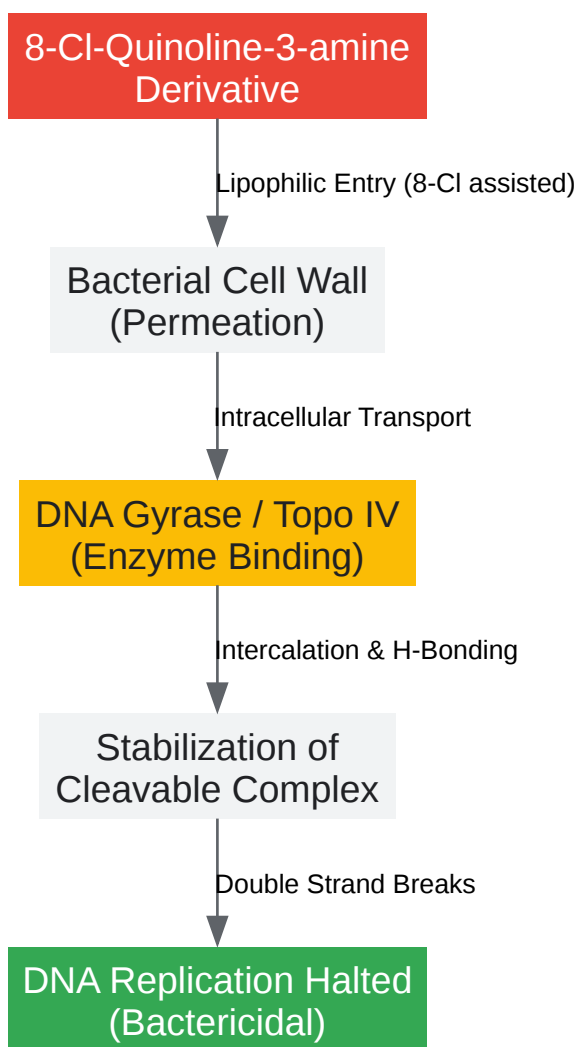 8-Cl-Quinoline-3-amine
Derivative
Lipophilic Entry (8-Cl assisted)
Bacterial Cell Wall
(Permeation)
Intracellular Transport
DNA Gyrase / Topo IV
(Enzyme Binding)
Intercalation & H-Bonding
Stabilization of
Cleavable Complex
Double Strand Breaks
DNA Replication Halted
(Bactericidal)